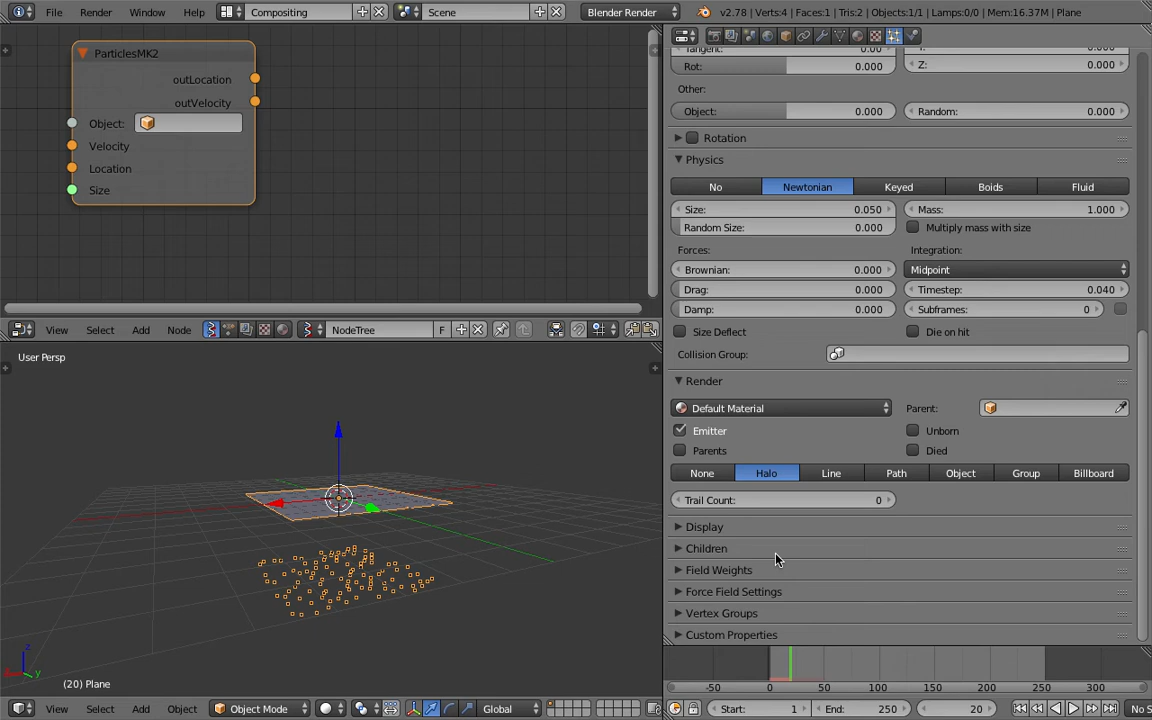 File Render Window Help Compositing Scene Blender Render v2.78 | Verts:4 | Faces:1 | Tris:2 | Objects:1/1 | Lamps:0/0 | Mem:16.37M | Plane
ParticlesMK2
outLocation
outVelocity
Object:
Velocity
Location
Size
View Select Add Node NodeTree F
User Persp
z
y
(20) Plane
View Select Add Object Object Mode Global
Tangent: 0.00 0.000
Rot: 0.000 Z: 0.000
Other:
Object: 0.000 Random: 0.000
Rotation
Physics
No Newtonian Keyed Boids Fluid
Size: 0.050 Mass: 1.000
Random Size: 0.000 Multiply mass with size
Forces: Integration:
Brownian: 0.000 Midpoint
Drag: 0.000 Timestep: 0.040
Damp: 0.000 Subframes: 0
Size Deflect Die on hit
Collision Group:
Render
Default Material Parent:
Emitter Unborn
Parents Died
None Halo Line Path Object Group Billboard
Trail Count: 0
Display
Children
Field Weights
Force Field Settings
Vertex Groups
Custom Properties
-50 0 50 100 150 200 250 300
Start: 1 End: 250 20 No S